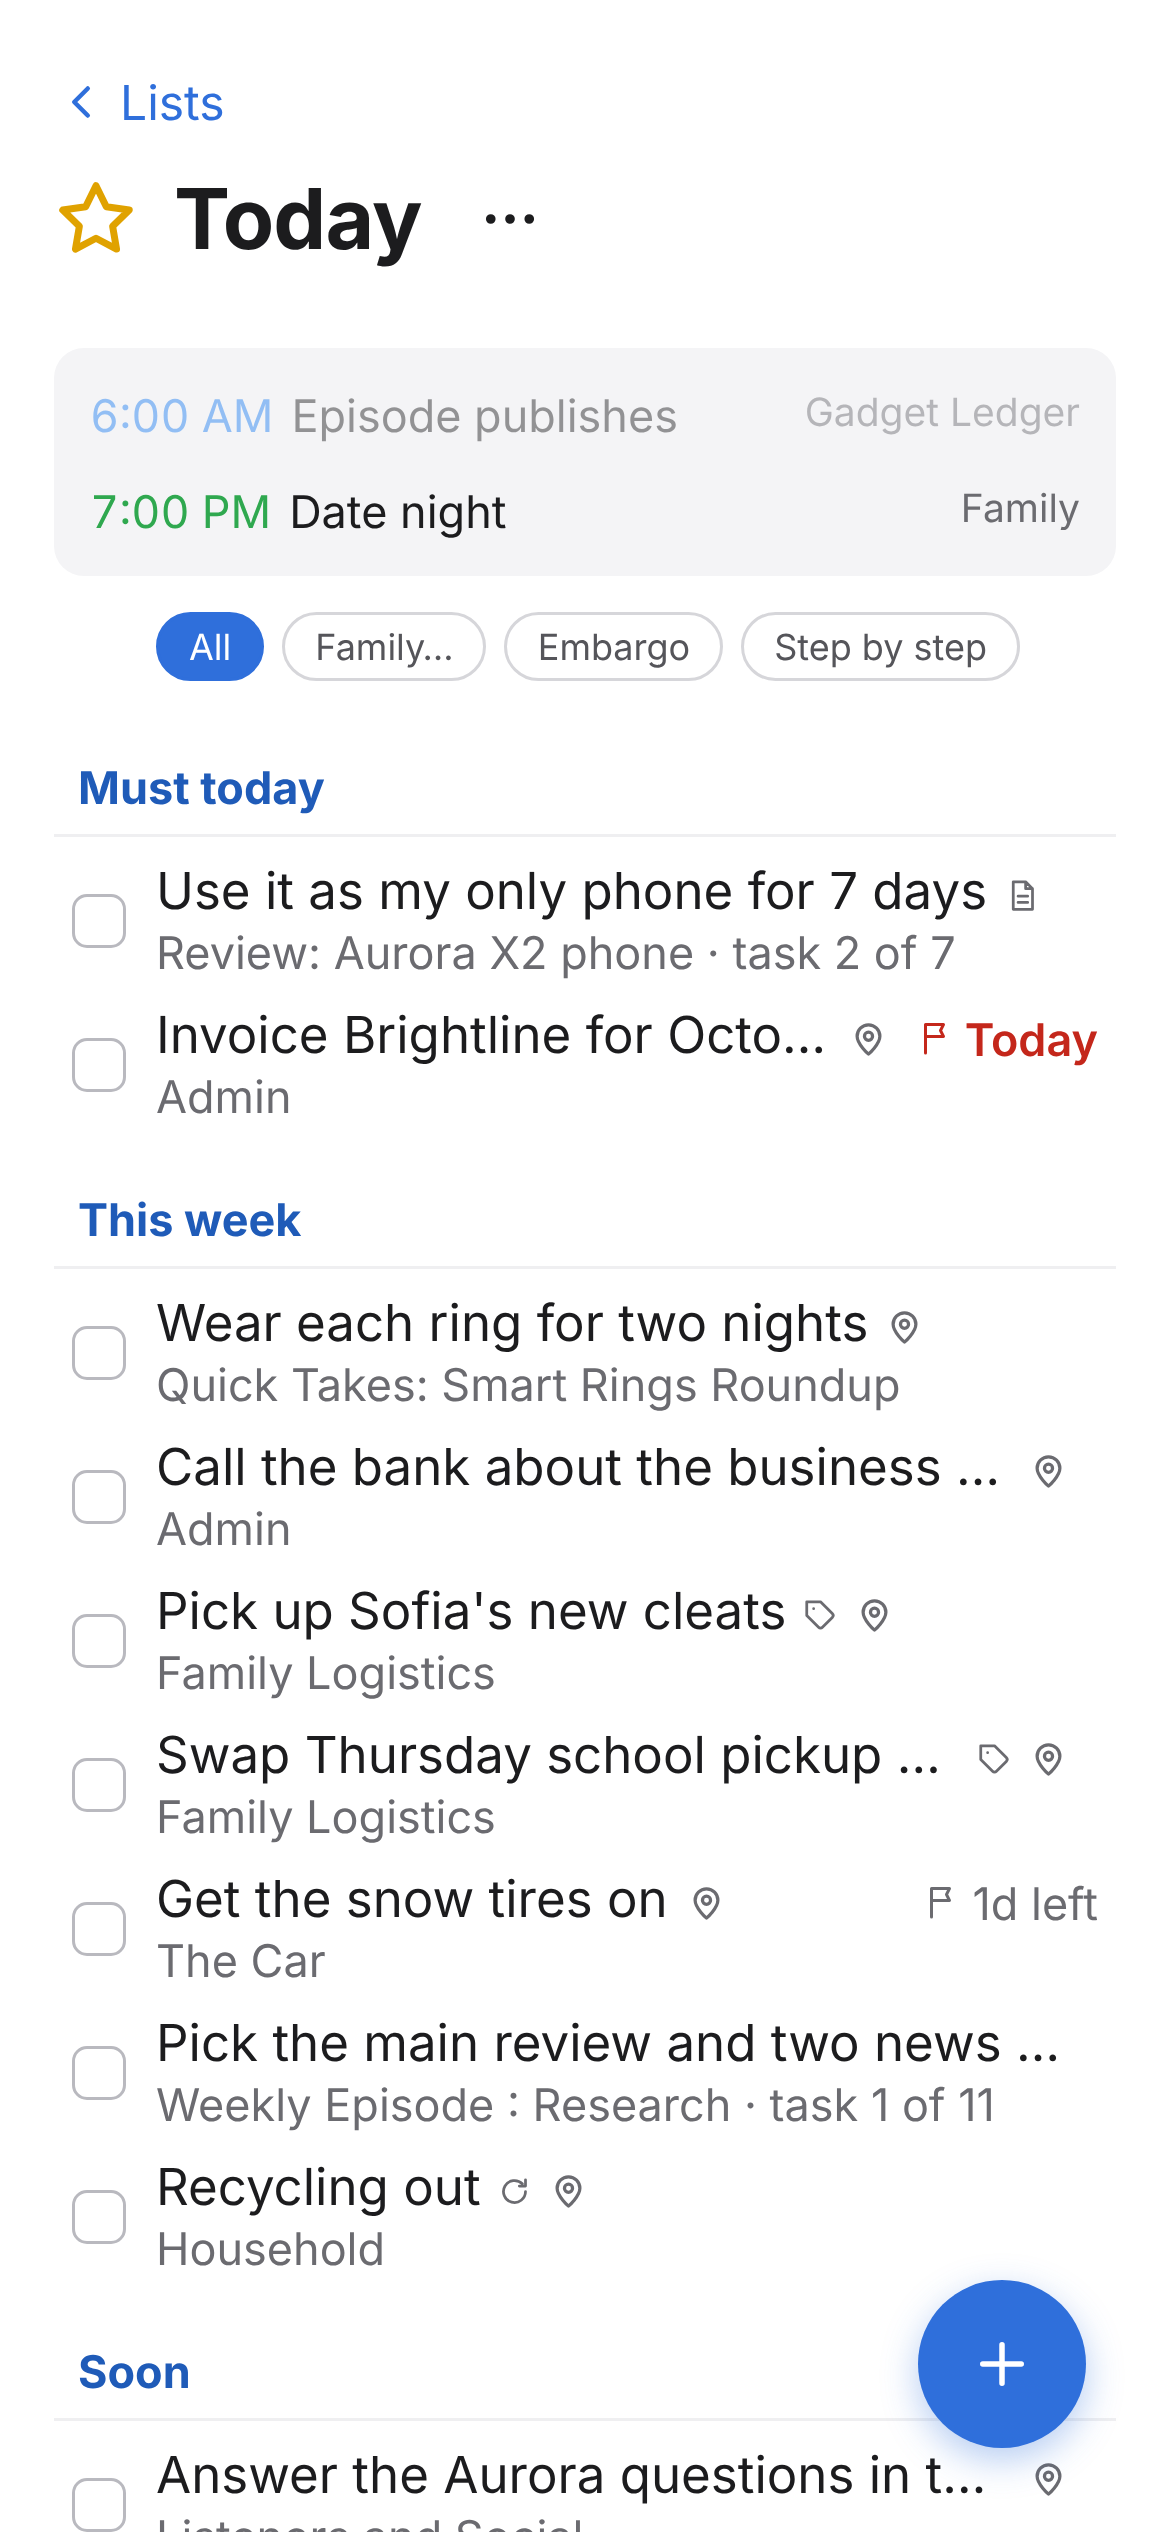 Lists
Today
6:00 AM Episode publishes Gadget Ledger
7:00 PM Date night Family
All Family... Embargo Step by step
Must today
Use it as my only phone for 7 days
Review: Aurora X2 phone · task 2 of 7
Invoice Brightline for Octo... Today
Admin
This week
Wear each ring for two nights
Quick Takes: Smart Rings Roundup
Call the bank about the business ...
Admin
Pick up Sofia's new cleats
Family Logistics
Swap Thursday school pickup ...
Family Logistics
Get the snow tires on 1d left
The Car
Pick the main review and two news ...
Weekly Episode : Research · task 1 of 11
Recycling out
Household
Soon
Answer the Aurora questions in t...
Listeners and Social